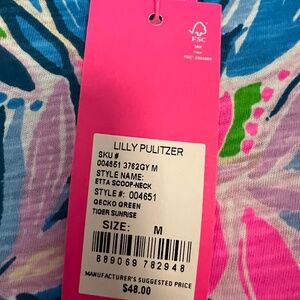 FSC
LILLY PULITZER
SKU #
004651 3762GY M
STYLE NAME:
ETTA SCOOP-NECK
STYLE #: 004651
GECKO GREEN
TIGER SUNRISE
SIZE: M
889069 782948
MANUFACTURER'S SUGGESTED PRICE
$48.00